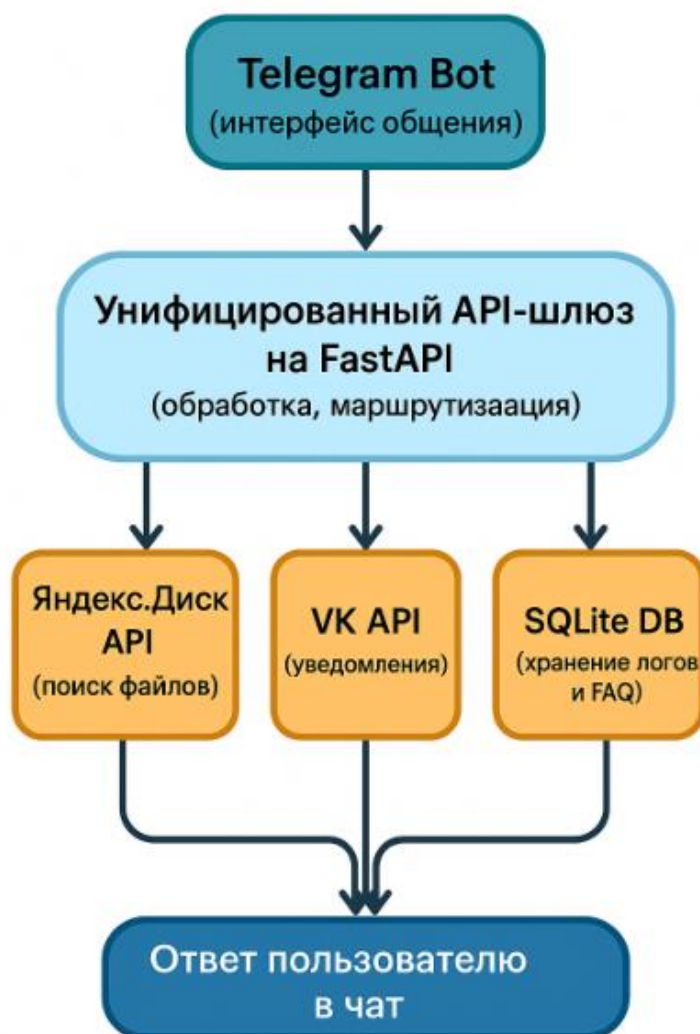 Telegram Bot
(интерфейс общения)
Унифицированный API-шлюз
на FastAPI
(обработка, маршрутизаация)
Яндекс.Диск
API
(поиск файлов)
VK API
(уведомления)
SQLite DB
(хранение логов
и FAQ)
Ответ пользователю
в чат